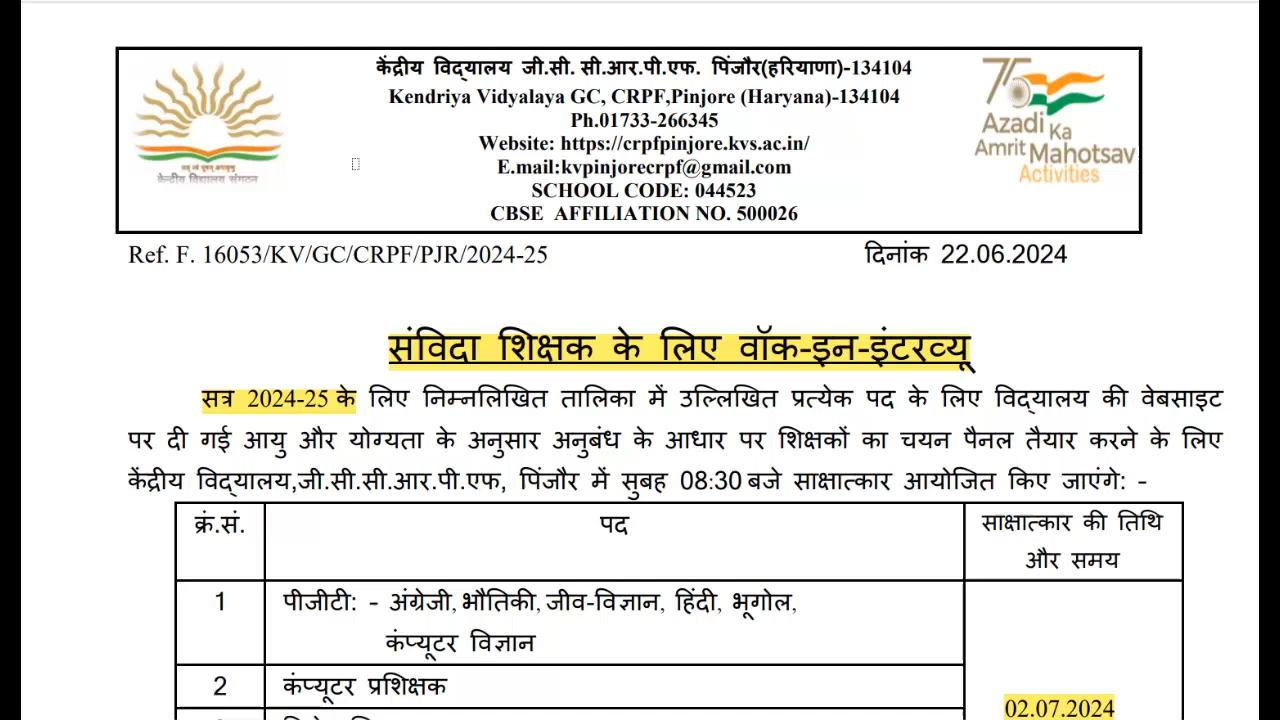 केंद्रीय विद्यालय जी.सी. सी.आर.पी.एफ. पिंजौर(हरियाणा)-134104
Kendriya Vidyalaya GC, CRPF,Pinjore (Haryana)-134104
Ph.01733-266345
Website: https://crpfpinjore.kvs.ac.in/
E.mail:kvpinjorecrpf@gmail.com
SCHOOL CODE: 044523
CBSE AFFILIATION NO. 500026
केन्द्रीय विद्यालय संगठन
75
Azadi Ka
Amrit Mahotsav
Activities
Ref. F. 16053/KV/GC/CRPF/PJR/2024-25 दिनांक 22.06.2024
संविदा शिक्षक के लिए वॉक-इन-इंटरव्यू
सत्र 2024-25 के लिए निम्नलिखित तालिका में उल्लिखित प्रत्येक पद के लिए विद्यालय की वेबसाइट
पर दी गई आयु और योग्यता के अनुसार अनुबंध के आधार पर शिक्षकों का चयन पैनल तैयार करने के लिए
केंद्रीय विद्यालय,जी.सी.सी.आर.पी.एफ, पिंजौर में सुबह 08:30 बजे साक्षात्कार आयोजित किए जाएंगे: -
क्रं.सं. पद साक्षात्कार की तिथि
और समय
1 पीजीटी: - अंग्रेजी, भौतिकी, जीव-विज्ञान, हिंदी, भूगोल,
कंप्यूटर विज्ञान
2 कंप्यूटर प्रशिक्षक
02.07.2024